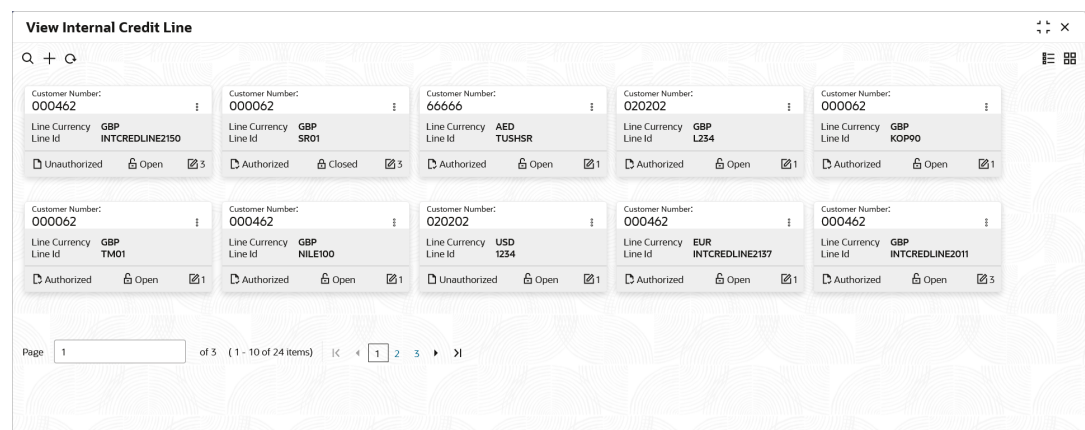 View Internal Credit Line
Customer Number:
000462
Line Currency GBP
Line Id INTCREDLINE2150
Unauthorized Open 3
Customer Number:
000062
Line Currency GBP
Line Id SR01
Authorized Closed 3
Customer Number:
66666
Line Currency AED
Line Id TUSHSR
Authorized Open 1
Customer Number:
020202
Line Currency GBP
Line Id L234
Authorized Open 1
Customer Number:
000062
Line Currency GBP
Line Id KOP90
Authorized Open 1
Customer Number:
000062
Line Currency GBP
Line Id TM01
Authorized Open 1
Customer Number:
000462
Line Currency GBP
Line Id NILE100
Authorized Open 1
Customer Number:
020202
Line Currency USD
Line Id 1234
Unauthorized Open 1
Customer Number:
000462
Line Currency EUR
Line Id INTCREDLINE2137
Authorized Open 1
Customer Number:
000462
Line Currency GBP
Line Id INTCREDLINE2011
Authorized Open 3
Page 1 of 3 (1 - 10 of 24 items) 1 2 3